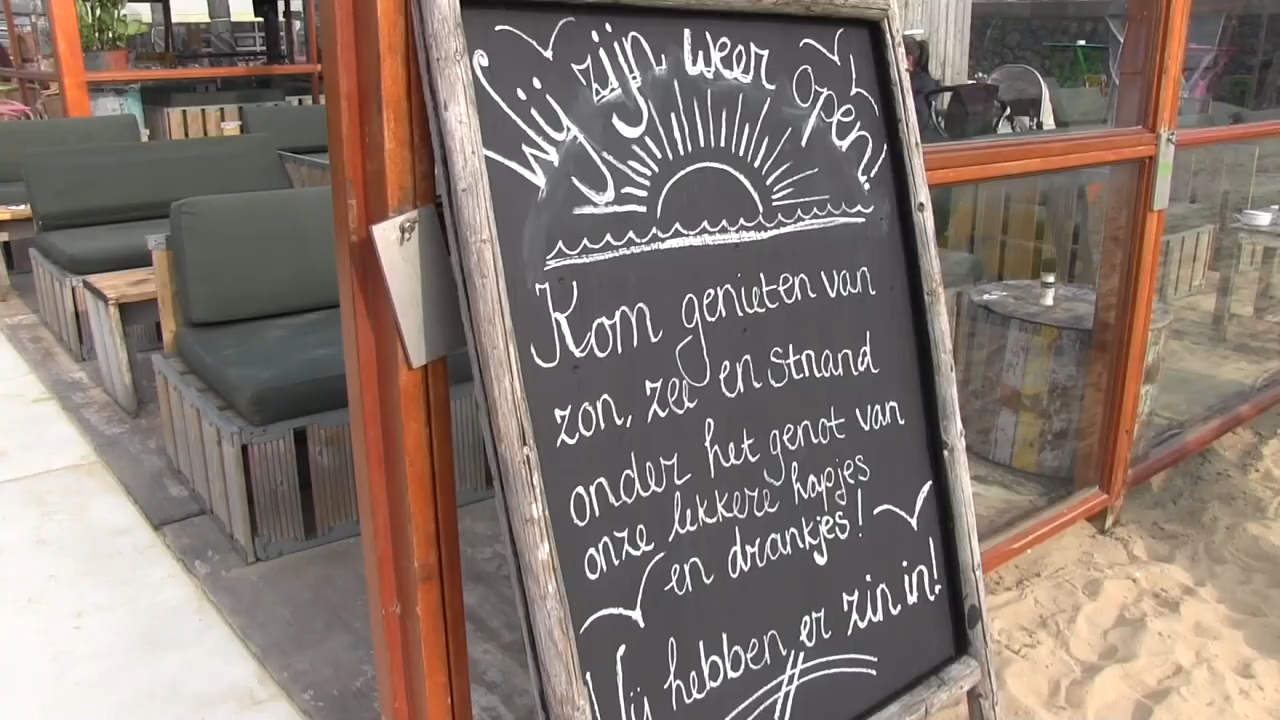 Wij zijn weer open!
Kom genieten van
zon, zee en strand
onder het genot van
onze lekkere hapjes
en drankjes!
Wij hebben er zin in!